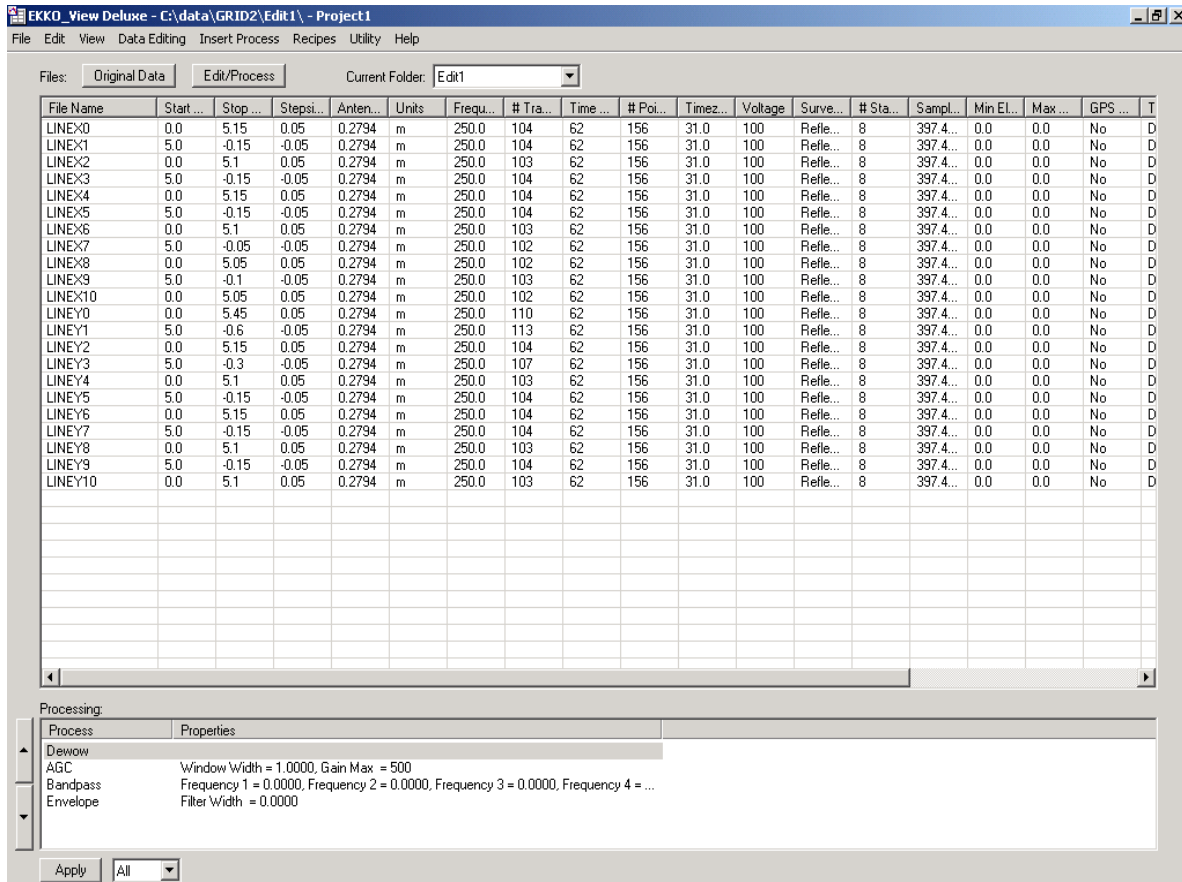 EKKO_View Deluxe - C:\data\GRID2\Edit1\ - Project1
File Edit View Data Editing Insert Process Recipes Utility Help
Files: Original Data Edit/Process Current Folder: Edit1
File Name Start ... Stop ... Stepsi... Anten... Units Frequ... # Tra... Time ... # Poi... Timez... Voltage Surve... # Sta... Sampl... Min El... Max ... GPS ... T
LINEX0 0.0 5.15 0.05 0.2794 m 250.0 104 62 156 31.0 100 Refle... 8 397.4... 0.0 0.0 No D
LINEX1 5.0 -0.15 -0.05 0.2794 m 250.0 104 62 156 31.0 100 Refle... 8 397.4... 0.0 0.0 No D
LINEX2 0.0 5.1 0.05 0.2794 m 250.0 103 62 156 31.0 100 Refle... 8 397.4... 0.0 0.0 No D
LINEX3 5.0 -0.15 -0.05 0.2794 m 250.0 104 62 156 31.0 100 Refle... 8 397.4... 0.0 0.0 No D
LINEX4 0.0 5.15 0.05 0.2794 m 250.0 104 62 156 31.0 100 Refle... 8 397.4... 0.0 0.0 No D
LINEX5 5.0 -0.15 -0.05 0.2794 m 250.0 104 62 156 31.0 100 Refle... 8 397.4... 0.0 0.0 No D
LINEX6 0.0 5.1 0.05 0.2794 m 250.0 103 62 156 31.0 100 Refle... 8 397.4... 0.0 0.0 No D
LINEX7 5.0 -0.05 -0.05 0.2794 m 250.0 102 62 156 31.0 100 Refle... 8 397.4... 0.0 0.0 No D
LINEX8 0.0 5.05 0.05 0.2794 m 250.0 102 62 156 31.0 100 Refle... 8 397.4... 0.0 0.0 No D
LINEX9 5.0 -0.1 -0.05 0.2794 m 250.0 103 62 156 31.0 100 Refle... 8 397.4... 0.0 0.0 No D
LINEX10 0.0 5.05 0.05 0.2794 m 250.0 102 62 156 31.0 100 Refle... 8 397.4... 0.0 0.0 No D
LINEY0 0.0 5.45 0.05 0.2794 m 250.0 110 62 156 31.0 100 Refle... 8 397.4... 0.0 0.0 No D
LINEY1 5.0 -0.6 -0.05 0.2794 m 250.0 113 62 156 31.0 100 Refle... 8 397.4... 0.0 0.0 No D
LINEY2 0.0 5.15 0.05 0.2794 m 250.0 104 62 156 31.0 100 Refle... 8 397.4... 0.0 0.0 No D
LINEY3 5.0 -0.3 -0.05 0.2794 m 250.0 107 62 156 31.0 100 Refle... 8 397.4... 0.0 0.0 No D
LINEY4 0.0 5.1 0.05 0.2794 m 250.0 103 62 156 31.0 100 Refle... 8 397.4... 0.0 0.0 No D
LINEY5 5.0 -0.15 -0.05 0.2794 m 250.0 104 62 156 31.0 100 Refle... 8 397.4... 0.0 0.0 No D
LINEY6 0.0 5.15 0.05 0.2794 m 250.0 104 62 156 31.0 100 Refle... 8 397.4... 0.0 0.0 No D
LINEY7 5.0 -0.15 -0.05 0.2794 m 250.0 104 62 156 31.0 100 Refle... 8 397.4... 0.0 0.0 No D
LINEY8 0.0 5.1 0.05 0.2794 m 250.0 103 62 156 31.0 100 Refle... 8 397.4... 0.0 0.0 No D
LINEY9 5.0 -0.15 -0.05 0.2794 m 250.0 104 62 156 31.0 100 Refle... 8 397.4... 0.0 0.0 No D
LINEY10 0.0 5.1 0.05 0.2794 m 250.0 103 62 156 31.0 100 Refle... 8 397.4... 0.0 0.0 No D
Processing:
Process Properties
Dewow
AGC Window Width = 1.0000, Gain Max = 500
Bandpass Frequency 1 = 0.0000, Frequency 2 = 0.0000, Frequency 3 = 0.0000, Frequency 4 = ...
Envelope Filter Width = 0.0000
Apply All